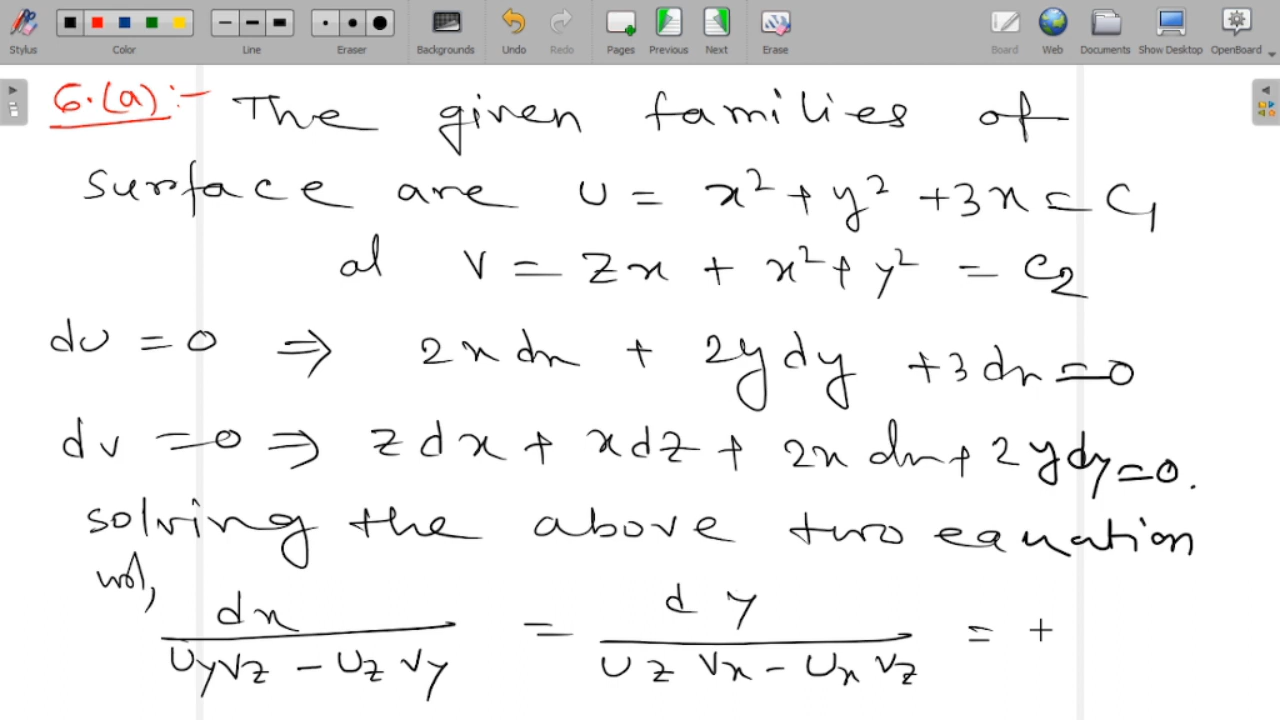 Stylus Color Line Eraser Backgrounds Undo Redo Pages Previous Next Erase Board Web Documents Show Desktop OpenBoard
6.(a) :- The given families of
surface are U = x² + y² + 3x = C₁
al V = zx + x² + y² = C₂
du = 0 ⇒ 2x dx + 2y dy + 3 dx = 0
dv = 0 ⇒ z dx + x dz + 2x dx + 2y dy = 0.
solving the above two equation
dx / (UyVz - UzVy) = dy / (UzVx - UxVz) =